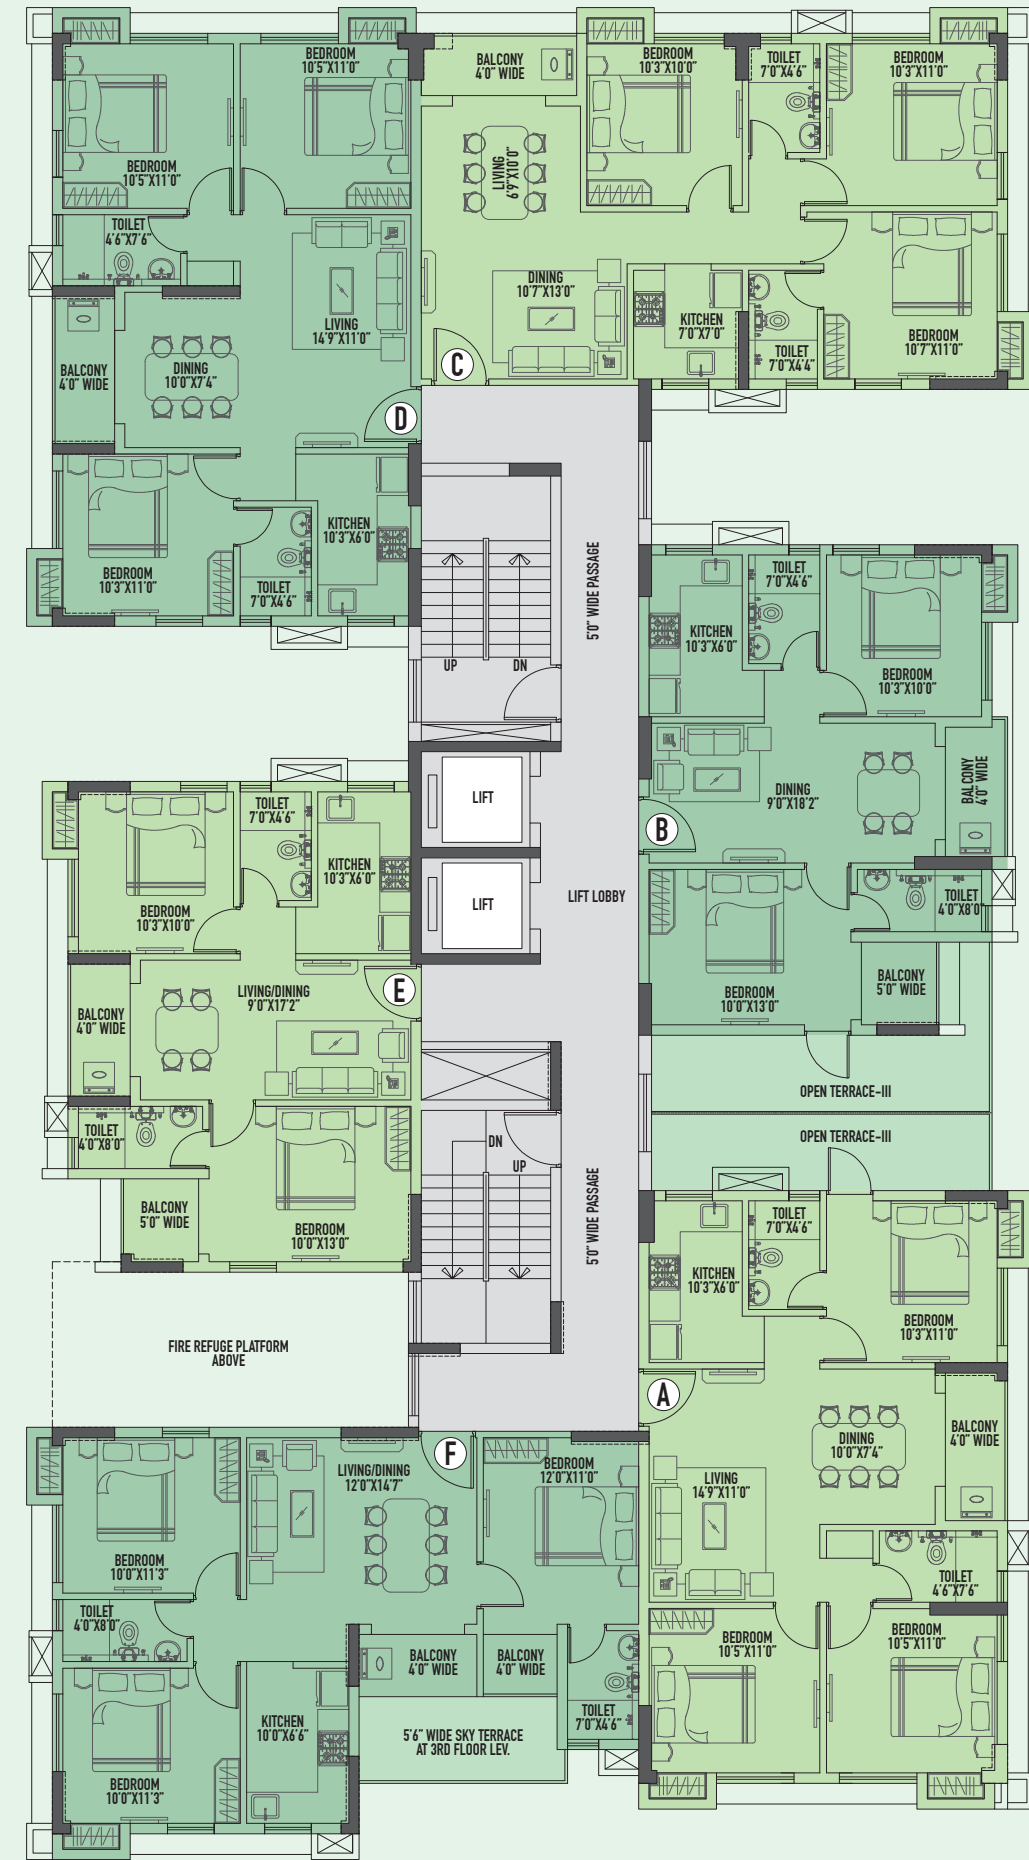 BEDROOM
10'5"X11'0"
BALCONY
4'0" WIDE
BEDROOM
10'3"X10'0"
TOILET
7'0"X4'6"
BEDROOM
10'3"X11'0"
BEDROOM
10'5"X11'0"
LIVING
6'9"X10'0"
TOILET
4'6"X7'6"
LIVING
14'9"X11'0"
DINING
10'7"X13'0"
KITCHEN
7'0"X7'0"
TOILET
7'0"X4'4"
BEDROOM
10'7"X11'0"
BALCONY
4'0" WIDE
DINING
10'0"X7'4"
C
D
BEDROOM
10'3"X11'0"
TOILET
7'0"X4'6"
KITCHEN
10'3"X6'0"
5'0" WIDE PASSAGE
UP
DN
TOILET
7'0"X4'6"
KITCHEN
10'3"X6'0"
BEDROOM
10'3"X10'0"
LIFT
DINING
9'0"X18'2"
BALCONY
4'0" WIDE
B
TOILET
7'0"X4'6"
KITCHEN
10'3"X6'0"
BEDROOM
10'3"X10'0"
LIFT
LIFT LOBBY
TOILET
4'0"X8'0"
BEDROOM
10'0"X13'0"
BALCONY
5'0" WIDE
LIVING/DINING
9'0"X17'2"
E
BALCONY
4'0" WIDE
OPEN TERRACE-III
OPEN TERRACE-III
TOILET
4'0"X8'0"
DN
UP
BALCONY
5'0" WIDE
BEDROOM
10'0"X13'0"
5'0" WIDE PASSAGE
TOILET
7'0"X4'6"
KITCHEN
10'3"X6'0"
BEDROOM
10'3"X11'0"
FIRE REFUGE PLATFORM
ABOVE
A
BALCONY
4'0" WIDE
DINING
10'0"X7'4"
LIVING
14'9"X11'0"
F
LIVING/DINING
12'0"X14'7"
BEDROOM
12'0"X11'0"
BEDROOM
10'0"X11'3"
TOILET
4'6"X7'6"
TOILET
4'0"X8'0"
BEDROOM
10'5"X11'0"
BEDROOM
10'5"X11'0"
BALCONY
4'0" WIDE
BALCONY
4'0" WIDE
TOILET
7'0"X4'6"
KITCHEN
10'0"X6'6"
5'6" WIDE SKY TERRACE
AT 3RD FLOOR LEV.
BEDROOM
10'0"X11'3"